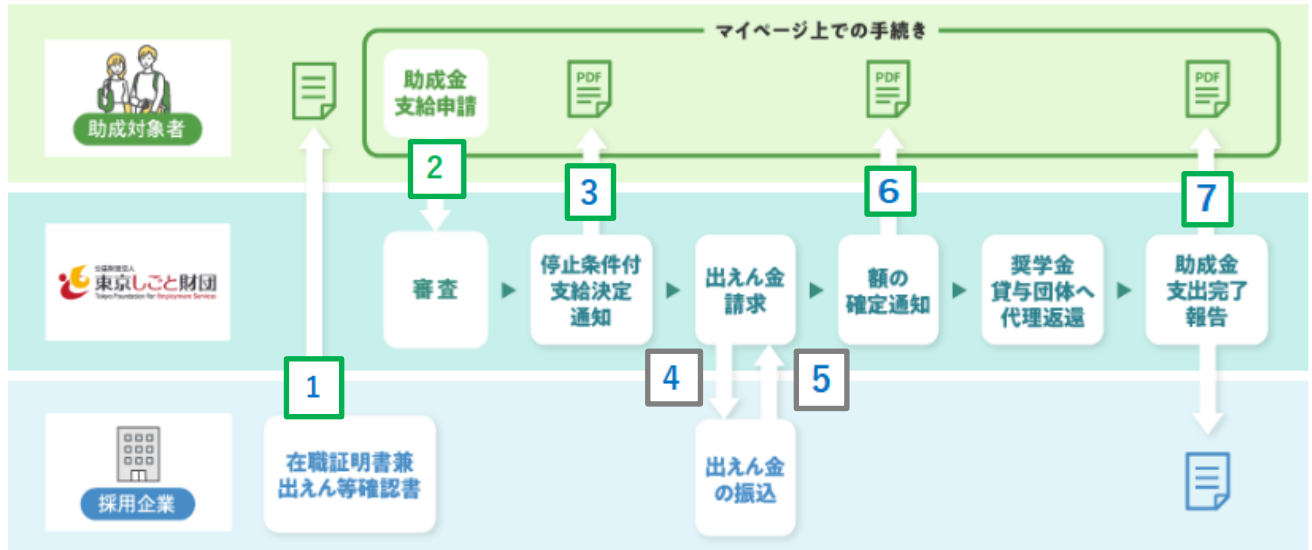 マイページ上での手続き
助成対象者
助成金
支給申請
PDF
PDF
PDF
1
2
3
4
5
6
7
公益財団法人
東京しごと財団
Tokyo Foundation for Employment Services
審査
停止条件付
支給決定
通知
出えん金
請求
額の
確定通知
奨学金
貸与団体へ
代理返還
助成金
支出完了
報告
採用企業
在職証明書兼
出えん等確認書
出えん金
の振込